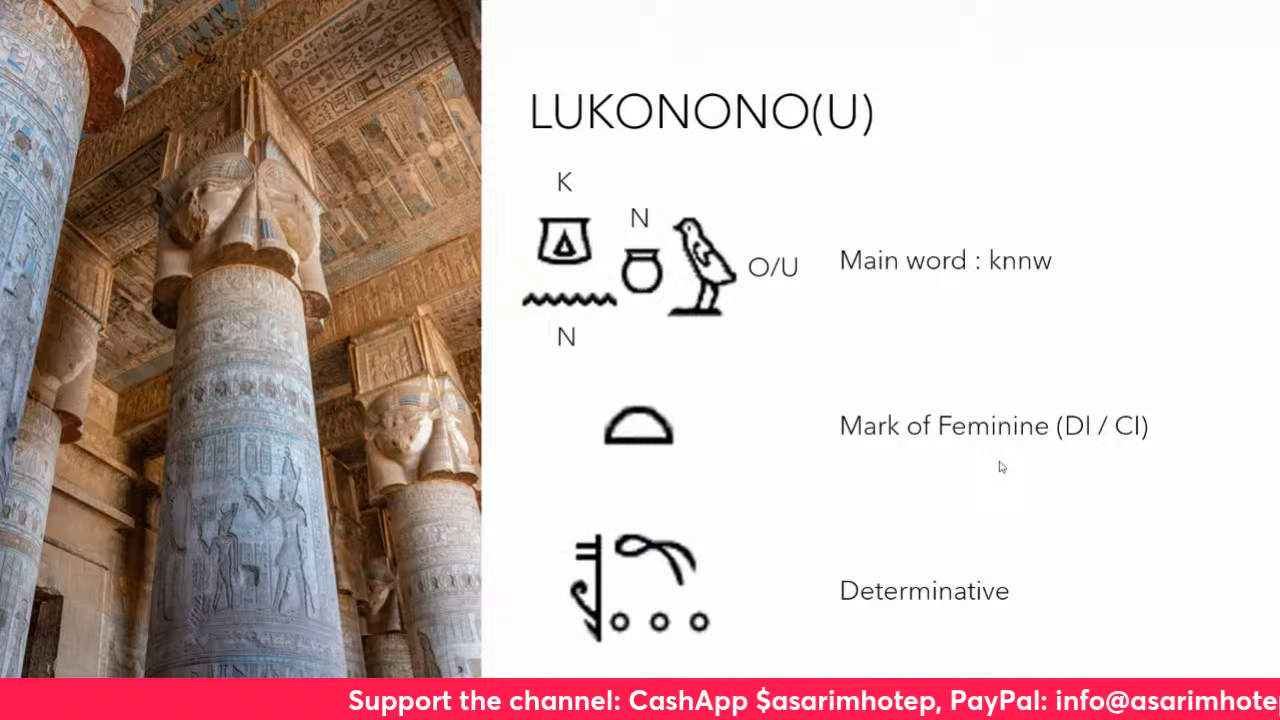 LUKONONO(U)
K
N
O/U
Main word : knnw
N
Mark of Feminine (DI / CI)
Determinative
Support the channel: CashApp $asarimhotep, PayPal: info@asarimhote